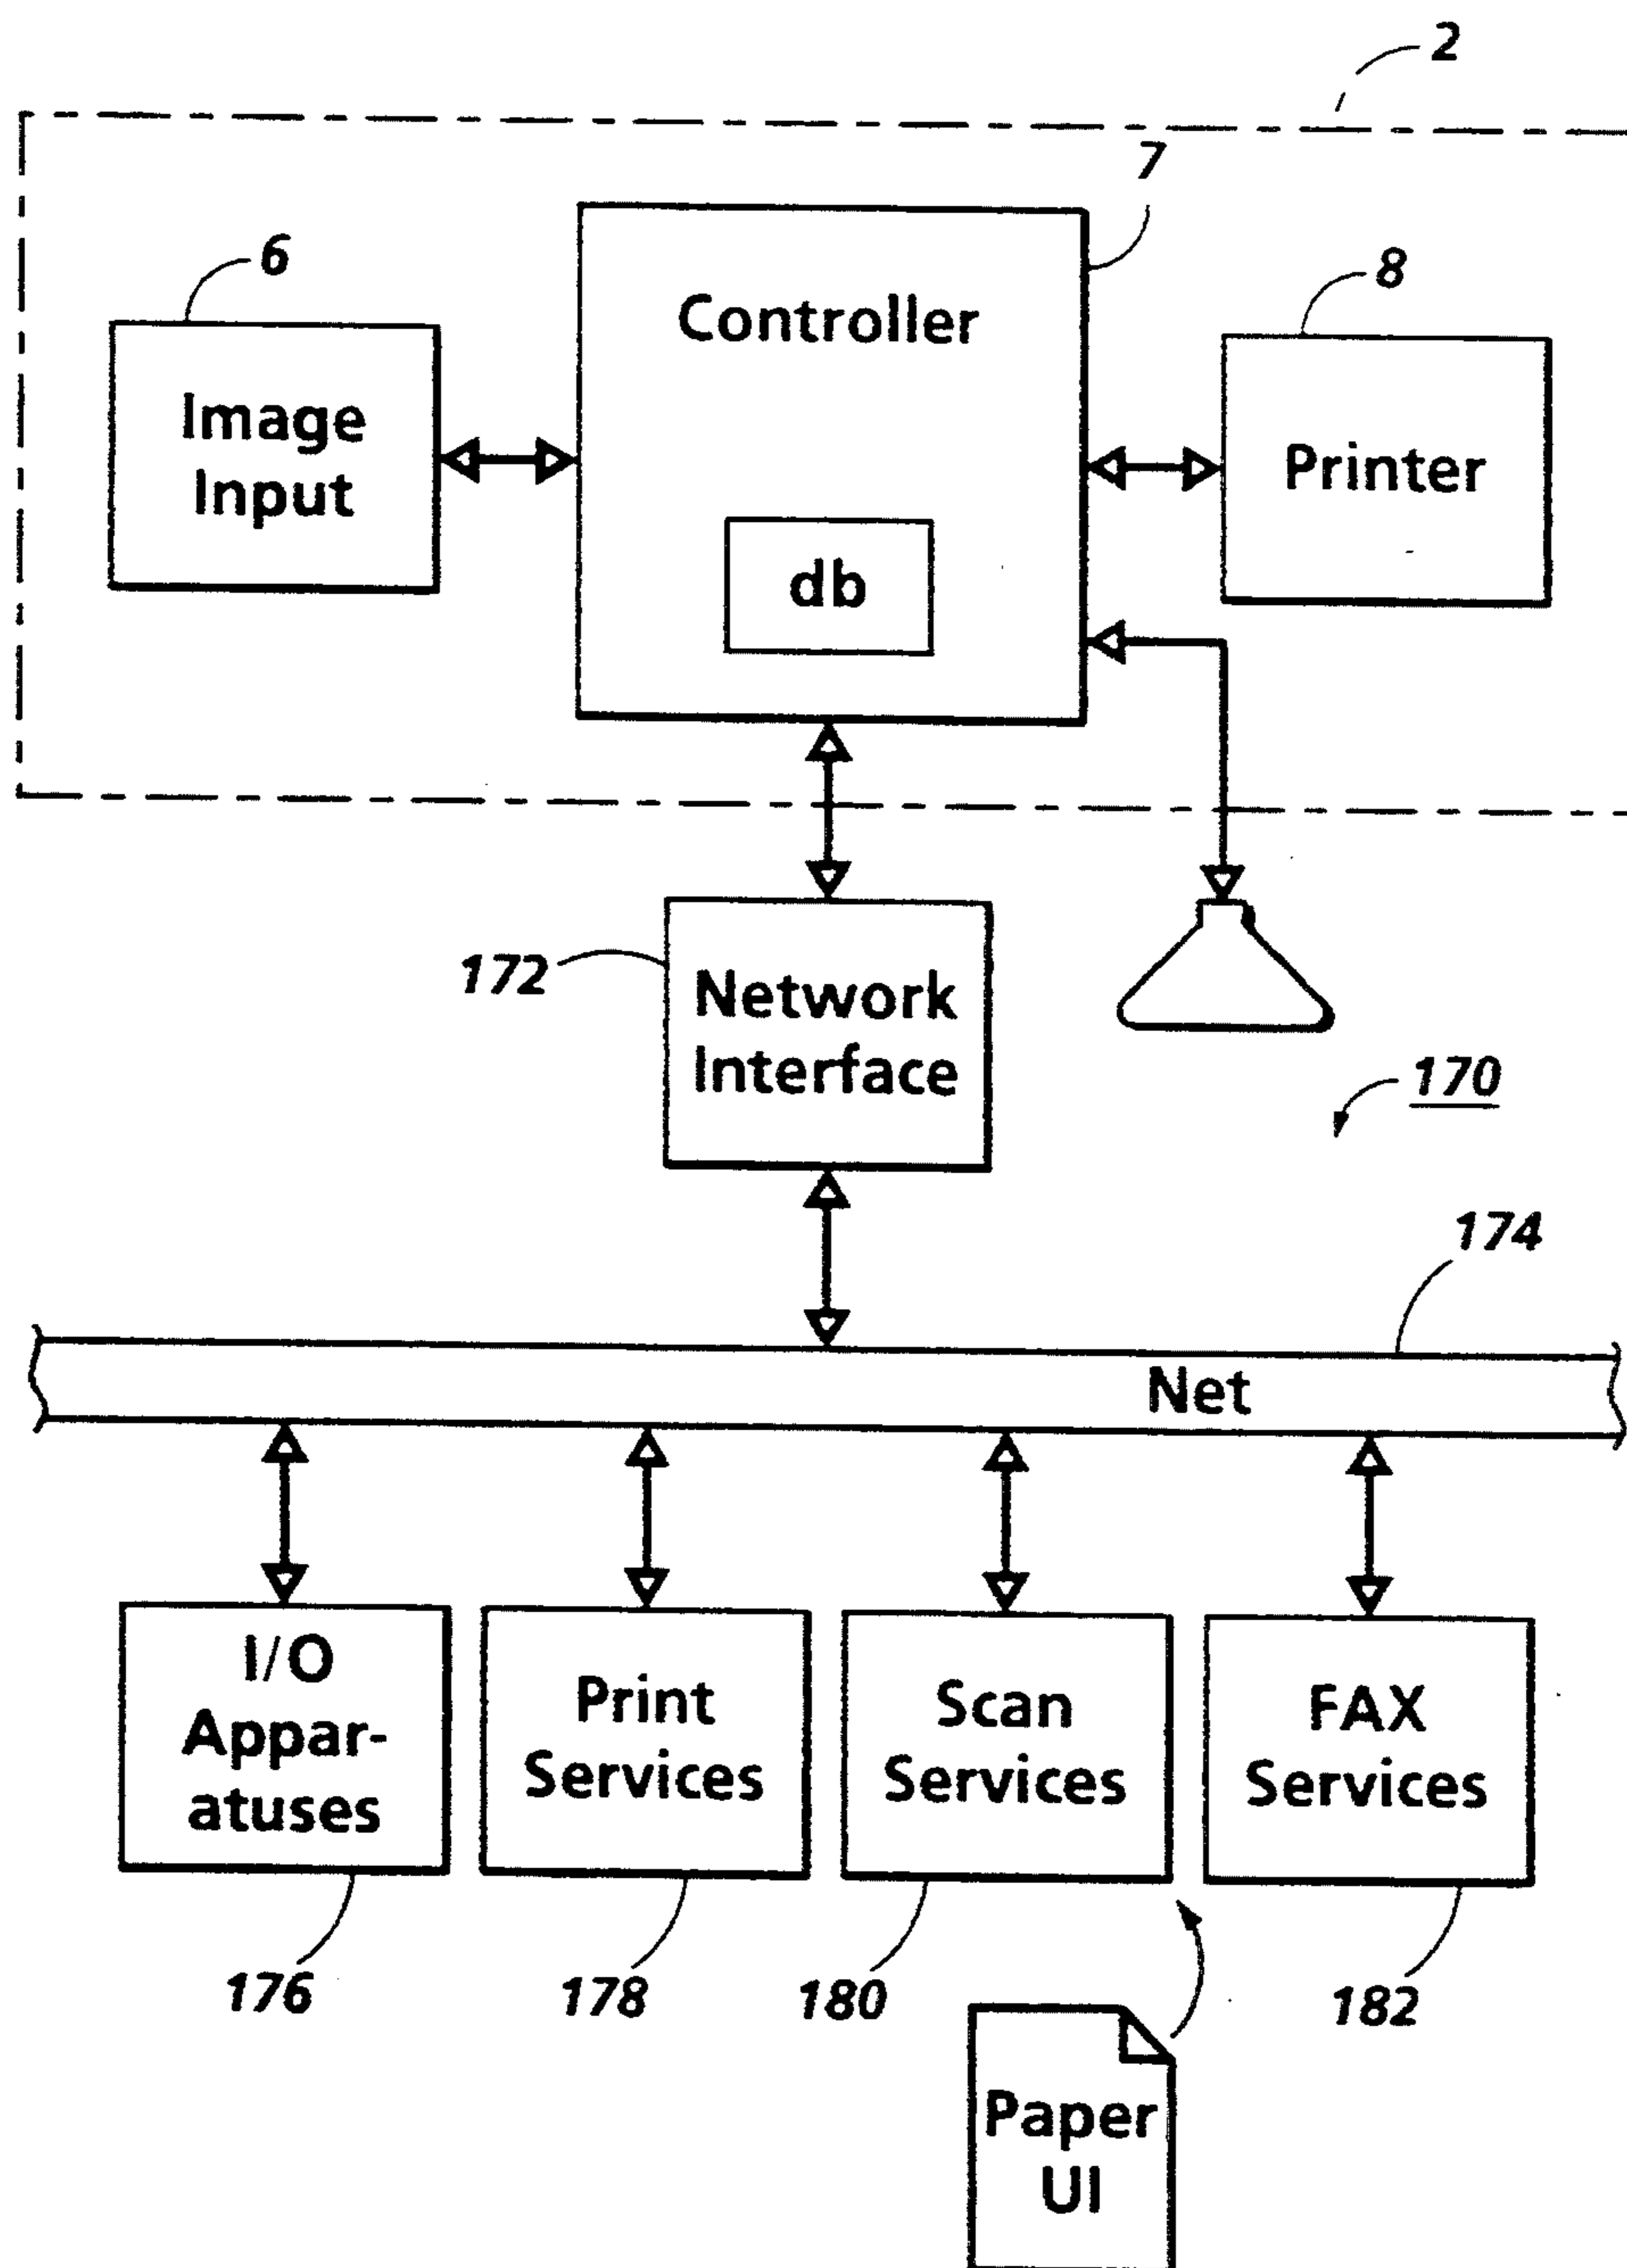 2
7
6
8
Controller
Image
Input
Printer
db
172
Network
Interface
170
174
Net
I/O
Appar-
atuses
Print
Services
Scan
Services
FAX
Services
176
178
180
182
Paper
UI